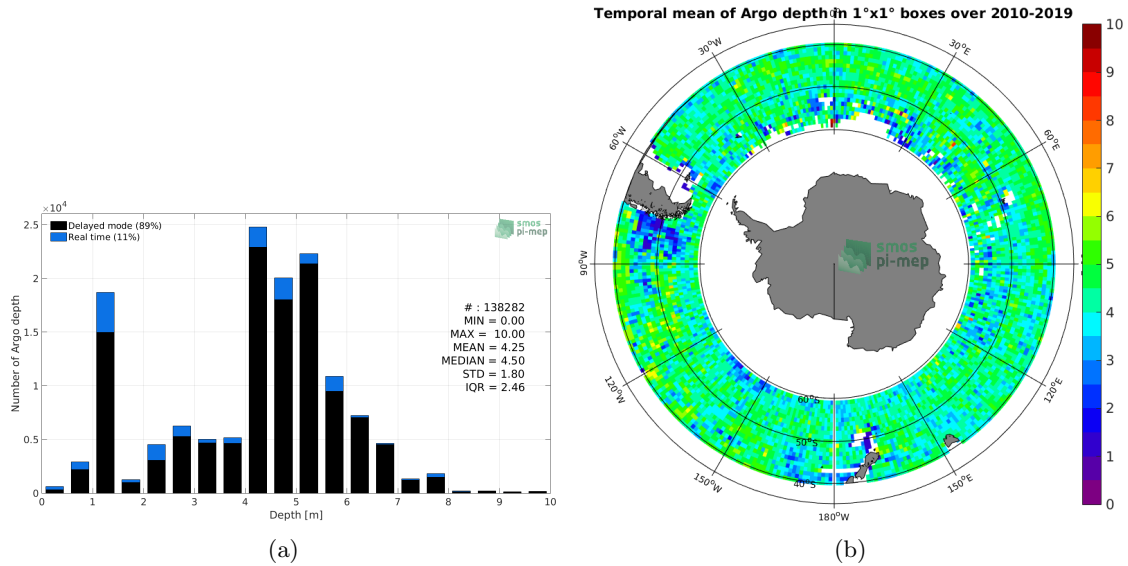 ×10⁴
2.5
2
1.5
1
0.5
0
Number of Argo depth
Delayed mode (89%)
Real time (11%)
smos
pi-mep
# : 138282
MIN = 0.00
MAX = 10.00
MEAN = 4.25
MEDIAN = 4.50
STD = 1.80
IQR = 2.46
0 1 2 3 4 5 6 7 8 9 10
Depth [m]
(a)
Temporal mean of Argo depth in 1°x1° boxes over 2010-2019
30°W
30°E
60°W
60°E
90°W
120°W
120°E
150°W
150°E
180°W
60°S
50°S
40°S
smos
pi-mep
10
9
8
7
6
5
4
3
2
1
0
(b)